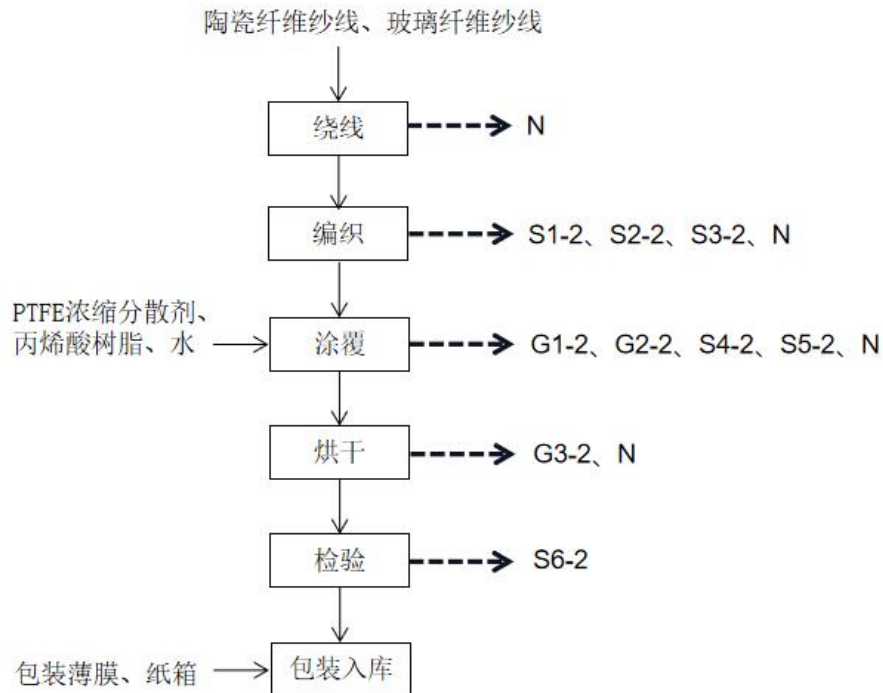 陶瓷纤维纱线、玻璃纤维纱线
绕线
N
编织
S1-2、S2-2、S3-2、N
PTFE浓缩分散剂、
丙烯酸树脂、水
涂覆
G1-2、G2-2、S4-2、S5-2、N
烘干
G3-2、N
检验
S6-2
包装薄膜、纸箱
包装入库